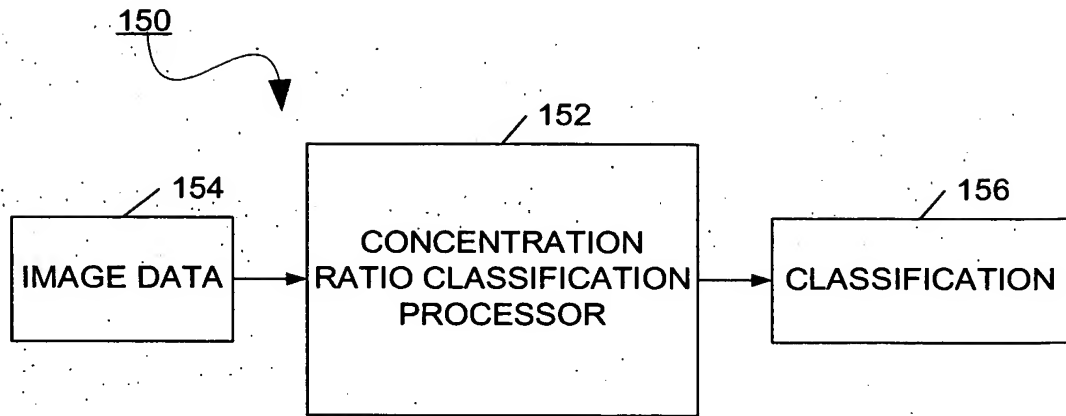 150
152
154
156
IMAGE DATA
CONCENTRATION
RATIO CLASSIFICATION
PROCESSOR
CLASSIFICATION